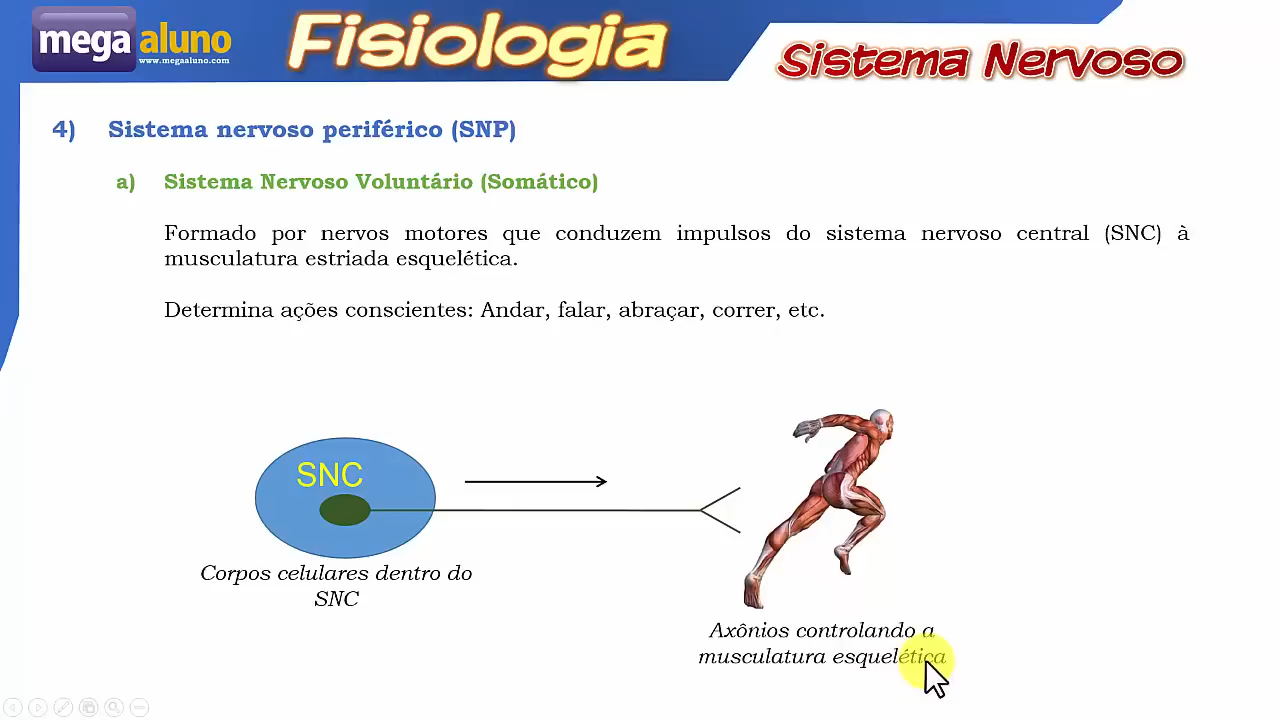 mega aluno
www.megaaluno.com
Fisiologia
Sistema Nervoso
4) Sistema nervoso periférico (SNP)
a) Sistema Nervoso Voluntário (Somático)
Formado por nervos motores que conduzem impulsos do sistema nervoso central (SNC) à
musculatura estriada esquelética.
Determina ações conscientes: Andar, falar, abraçar, correr, etc.
SNC
Corpos celulares dentro do
SNC
Axônios controlando a
musculatura esquelética